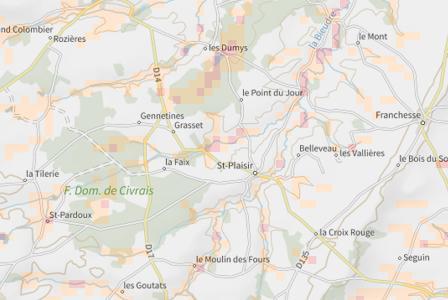 nd Colombier
Rozières
les Dumys
la Bieudre
le Mont
D14
le Point du Jour
Gennetines
Grasset
Franchesse
Belleveau
les Vallières
la Faix
St-Plaisir
le Bois du So
la Tilerie
F. Dom. de Civrais
St-Pardoux
la Croix Rouge
D17
le Moulin des Fours
D135
Seguin
les Goutats